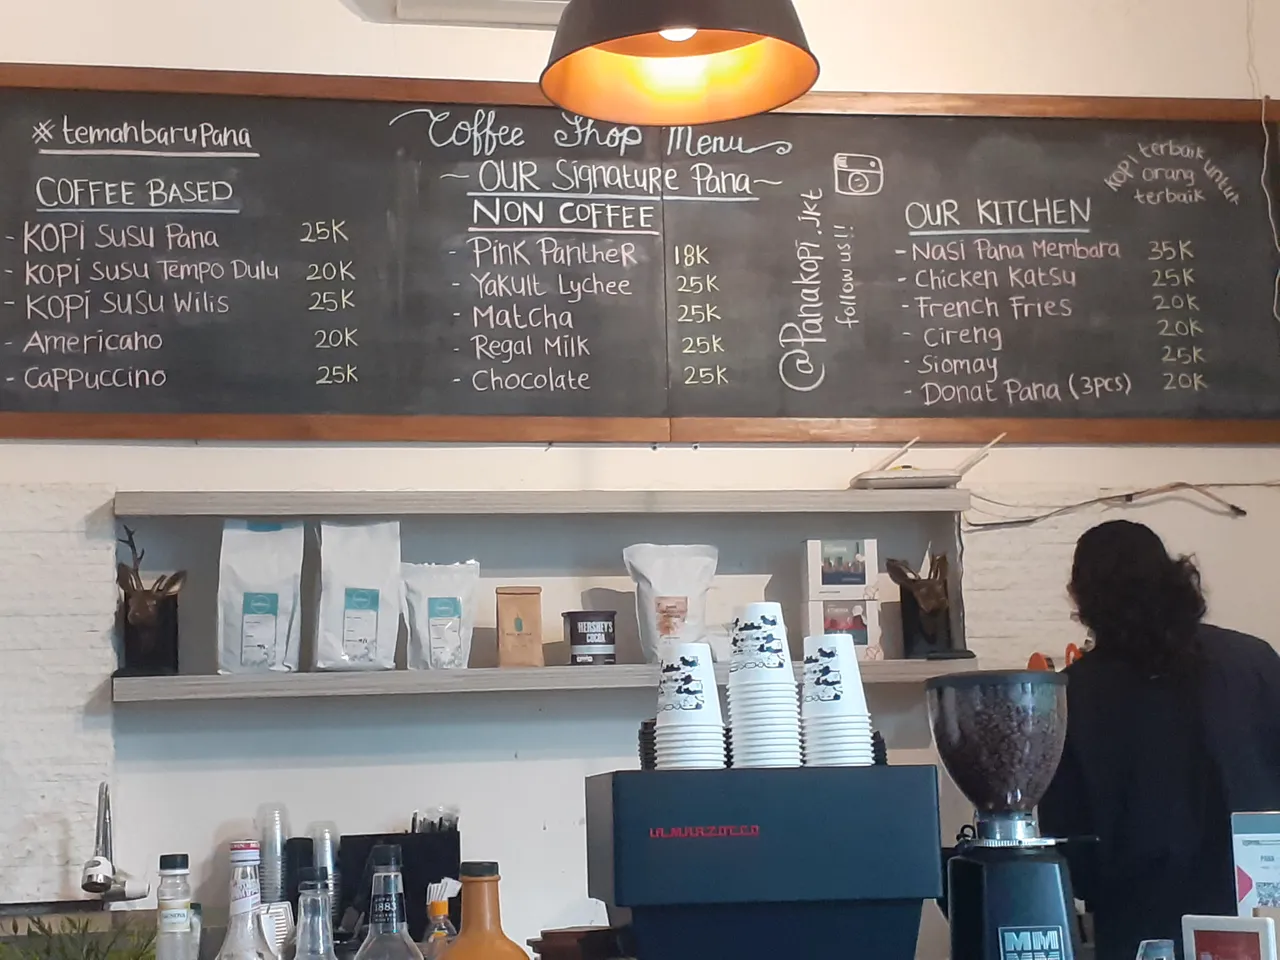 Coffee Shop Menu
~ OUR Signature Pana ~
#temanbaruPana
COFFEE BASED
- KOPI SUSU Pana 25K
- KOPI SUSU Tempo Dulu 20K
- KOPI SUSU Wilis 25K
- Americano 20K
- Cappuccino 25K
NON COFFEE
- Pink Panther 18K
- Yakult Lychee 25K
- Matcha 25K
- Regal Milk 25K
- Chocolate 25K
@Panakopi.jkt
follow us!!
OUR KITCHEN
- Nasi Pana Membara 35K
- Chicken Katsu 25K
- French Fries 20K
- Cireng 20K
- Siomay 25K
- Donat Pana (3pcs) 20K
Kopi terbaik untuk
orang
terbaik
HERSHEY'S
COCOA
LA MARZOCCO
1883
MM